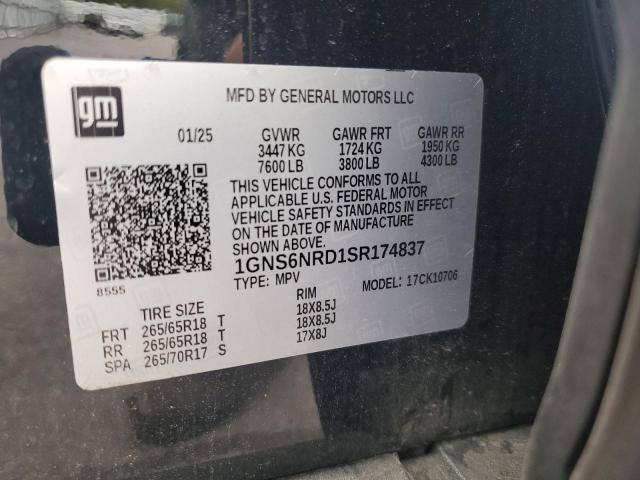 gm
MFD BY GENERAL MOTORS LLC
01/25 GVWR GAWR FRT GAWR RR
3447 KG 1724 KG 1950 KG
7600 LB 3800 LB 4300 LB
THIS VEHICLE CONFORMS TO ALL
APPLICABLE U.S. FEDERAL MOTOR
VEHICLE SAFETY STANDARDS IN EFFECT
ON THE DATE OF MANUFACTURE.
1GNS6NRD1SR174837
8555 TYPE: MPV MODEL: 17CK10706
TIRE SIZE RIM
FRT 265/65R18 T 18X8.5J
RR 265/65R18 T 18X8.5J
SPA 265/70R17 S 17X8J